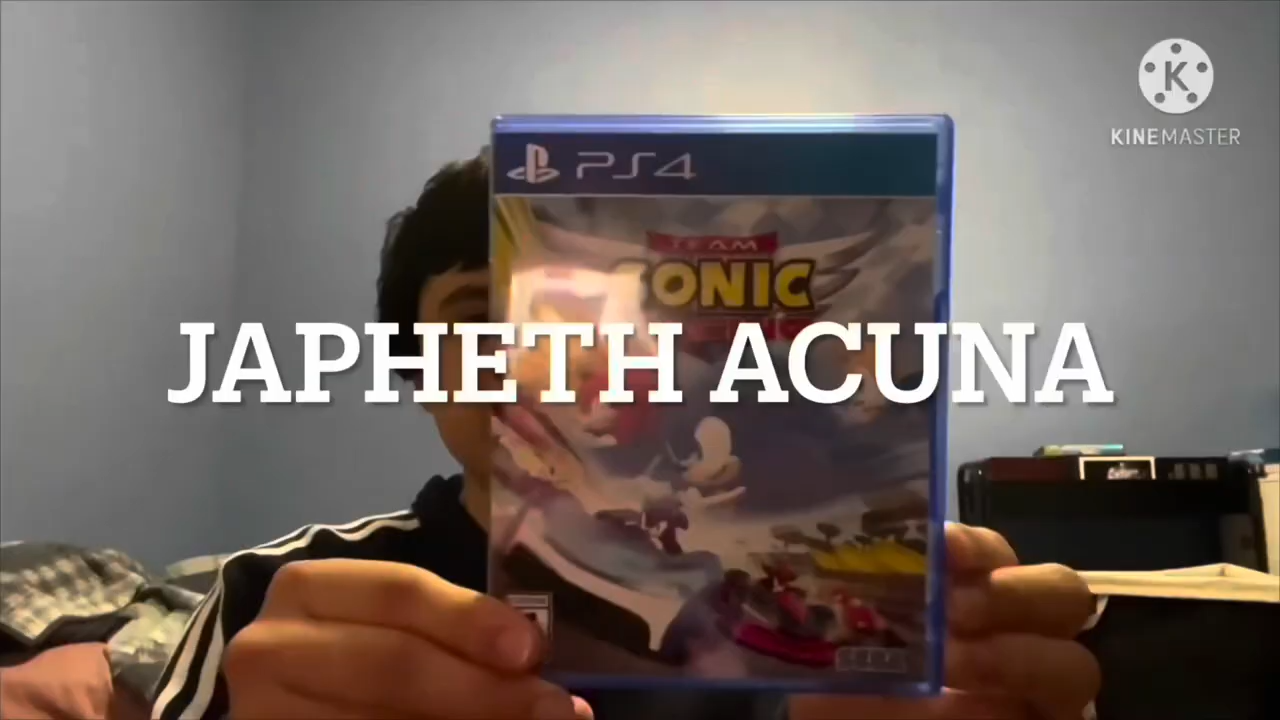 KINEMASTER
PS4
TEAM
SONIC
JAPHETH ACUNA
SEGA